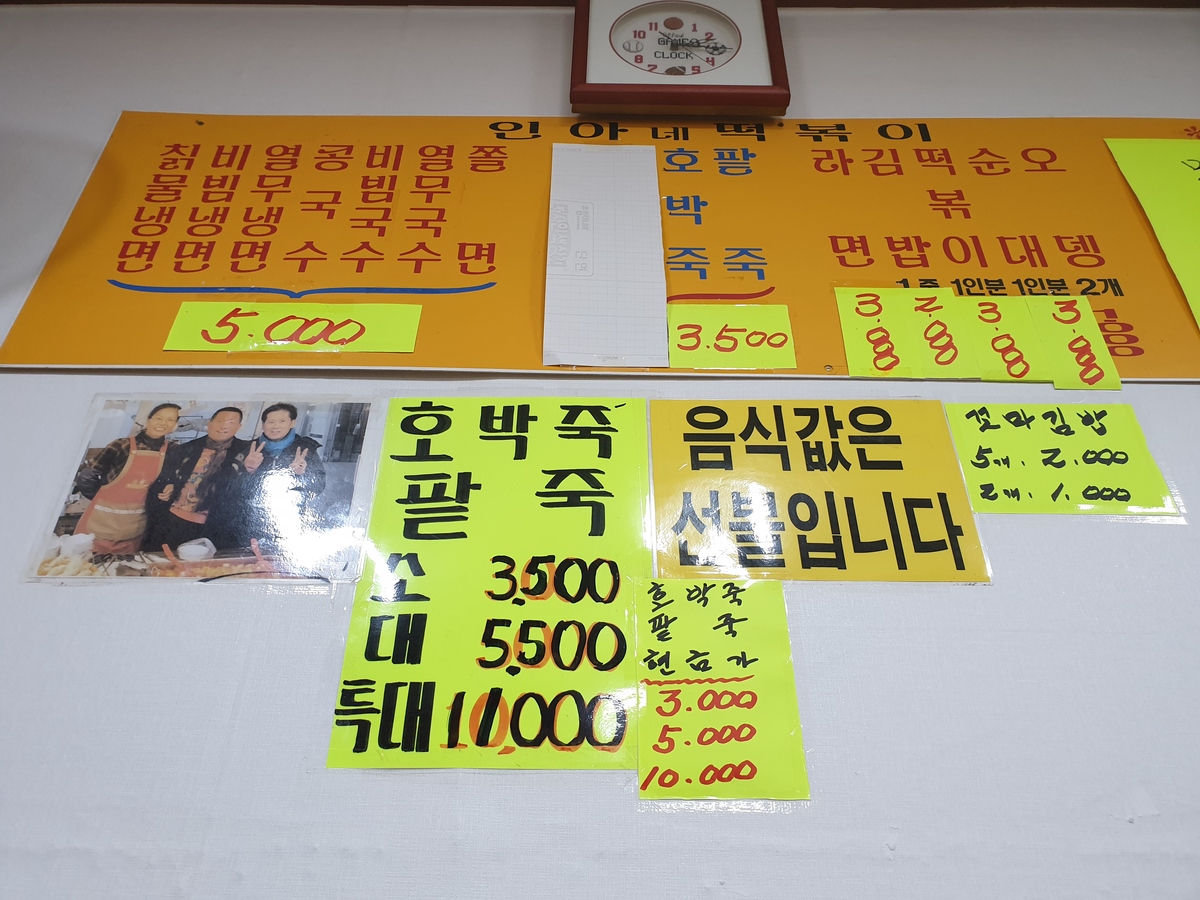 GAME
CLOCK
인아네떡볶이
칡물냉면
비빔냉면
열무냉면
콩국수
비빔국수
열무국수
쫄면
5.000
호박죽
팥죽
3.500
라면
김밥
떡볶이
순대
오뎅
1줄 1인분 1인분 2개
3.000
2.000
3.000
3.000
호박죽
팥죽
소 3,500
대 5,500
특대 11,000
음식값은
선불입니다
꼬마김밥
5개. 2.000
2개. 1.000
호박죽
팥죽
현금가
3.000
5.000
10.000